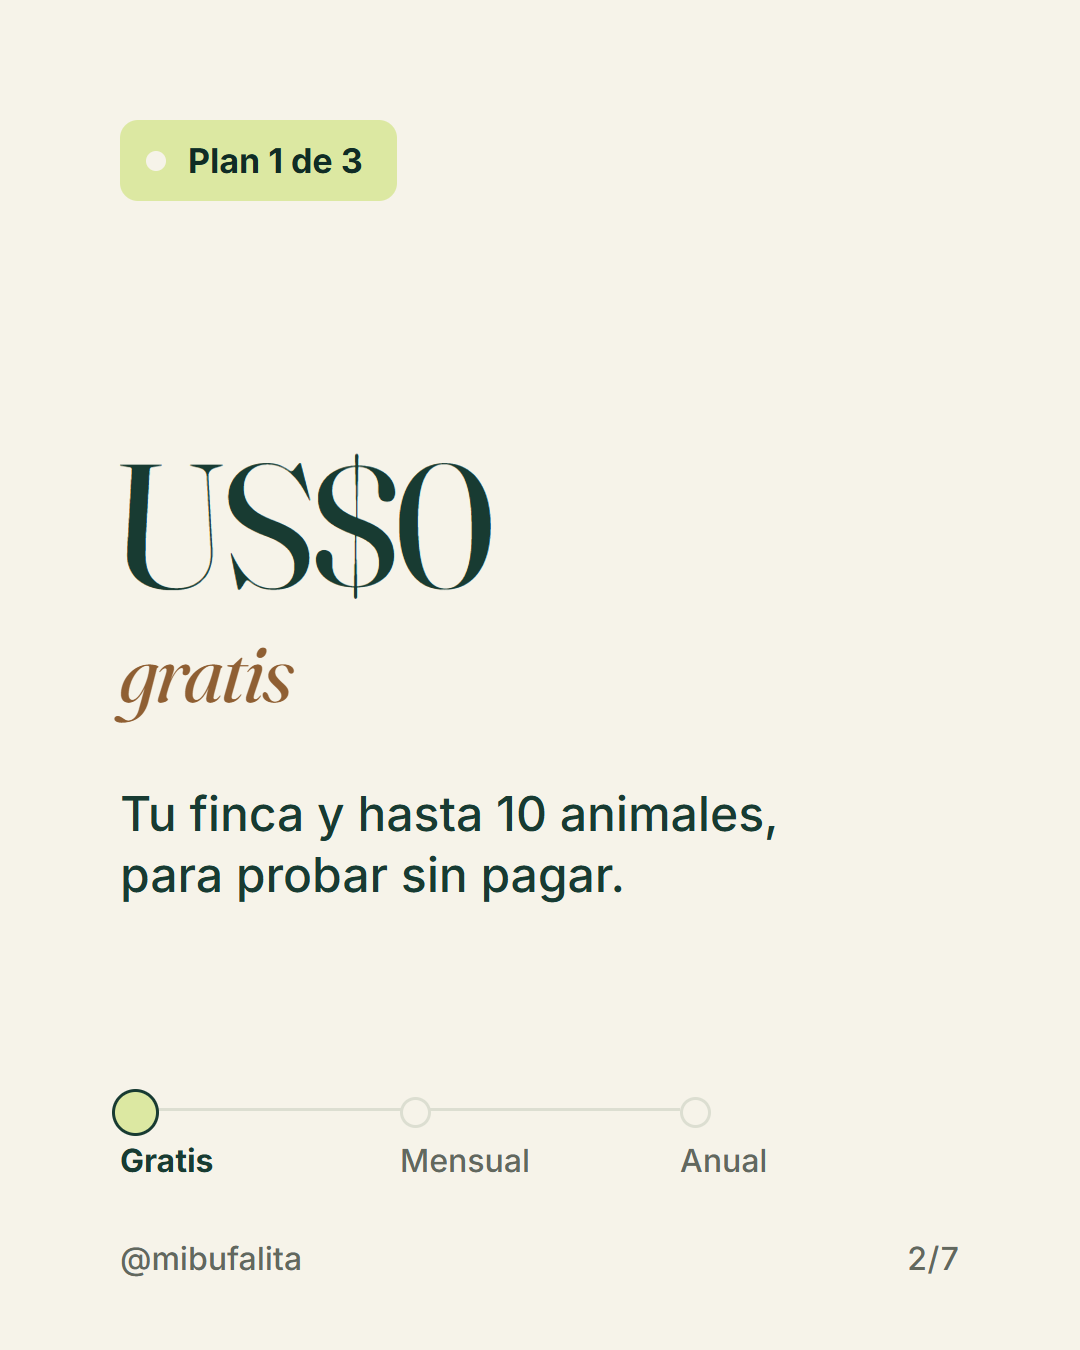 Plan 1 de 3
US$0
gratis
Tu finca y hasta 10 animales,
para probar sin pagar.
Gratis
Mensual
Anual
@mibufalita
2/7